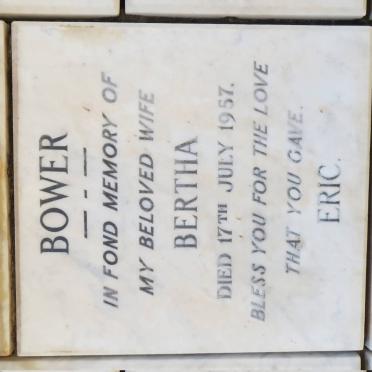 BOWER
— - —
IN FOND MEMORY OF
MY BELOVED WIFE
BERTHA
DIED 17TH JULY 1957.
BLESS YOU FOR THE LOVE
THAT YOU GAVE.
ERIC.